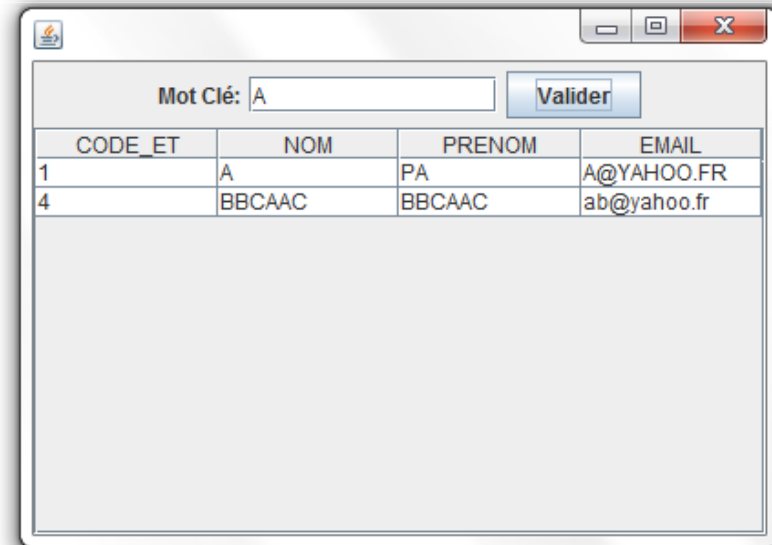 Mot Clé: A Valider
CODE_ET NOM PRENOM EMAIL
1 A PA A@YAHOO.FR
4 BBCAAC BBCAAC ab@yahoo.fr